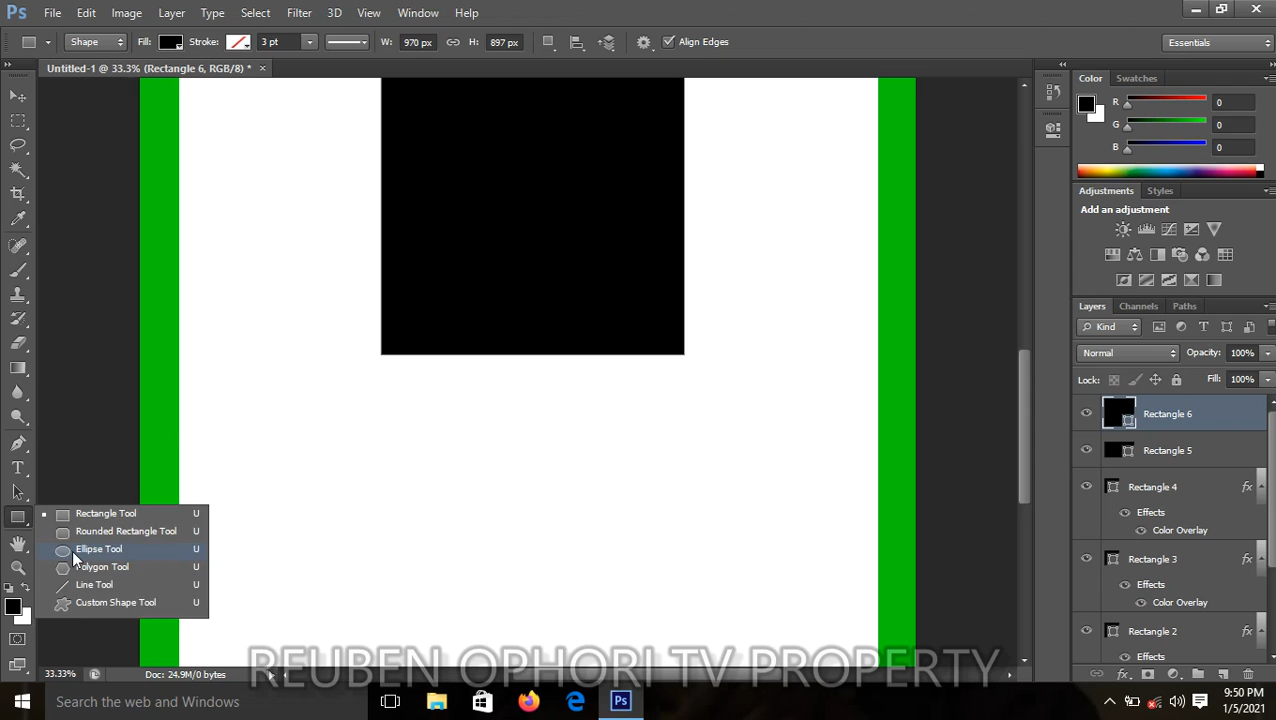 Ps File Edit Image Layer Type Select Filter 3D View Window Help
Shape Fill: Stroke: 3 pt W: 970 px H: 897 px Align Edges Essentials
Untitled-1 @ 33.3% (Rectangle 6, RGB/8) *
Color Swatches
R 0
G 0
B 0
Adjustments Styles
Add an adjustment
Layers Channels Paths
Kind
Normal Opacity: 100%
Lock: Fill: 100%
Rectangle 6
Rectangle 5
Rectangle 4 fx
Effects
Color Overlay
Rectangle 3 fx
Effects
Color Overlay
Rectangle 2 fx
Effects
Rectangle Tool U
Rounded Rectangle Tool U
Ellipse Tool U
Polygon Tool U
Line Tool U
Custom Shape Tool U
REUBEN OPHORI TV PROPERTY
33.33% Doc: 24.9M/0 bytes
Search the web and Windows
9:50 PM
1/5/2021